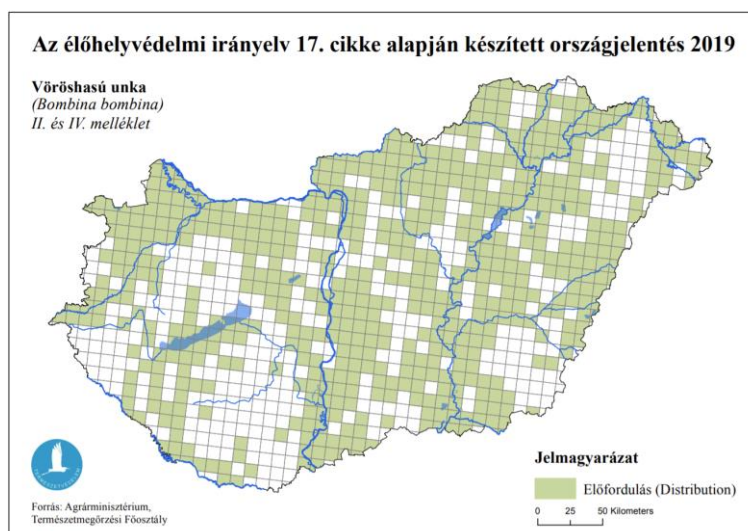 Az élőhelyvédelmi irányelv 17. cikke alapján készített országjelentés 2019
Vöröshasú unka
(Bombina bombina)
II. és IV. melléklet
Jelmagyarázat
Előfordulás (Distribution)
0 25 50 Kilometers
Forrás: Agrárminisztérium,
Természetmegőrzési Főosztály